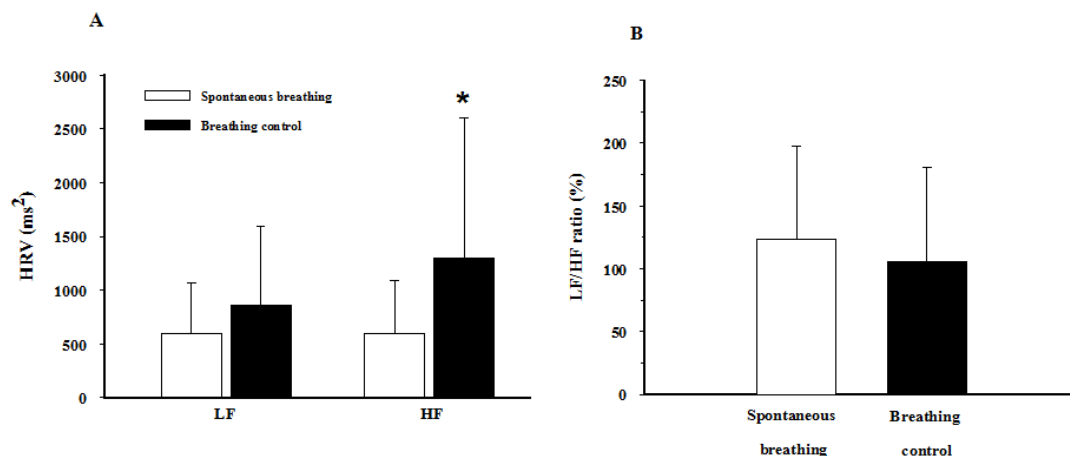 A
HRV (ms²)
3000
2500
2000
1500
1000
500
0
Spontaneous breathing
Breathing control
*
LF
HF
B
LF/HF ratio (%)
250
200
150
100
50
0
Spontaneous
breathing
Breathing
control